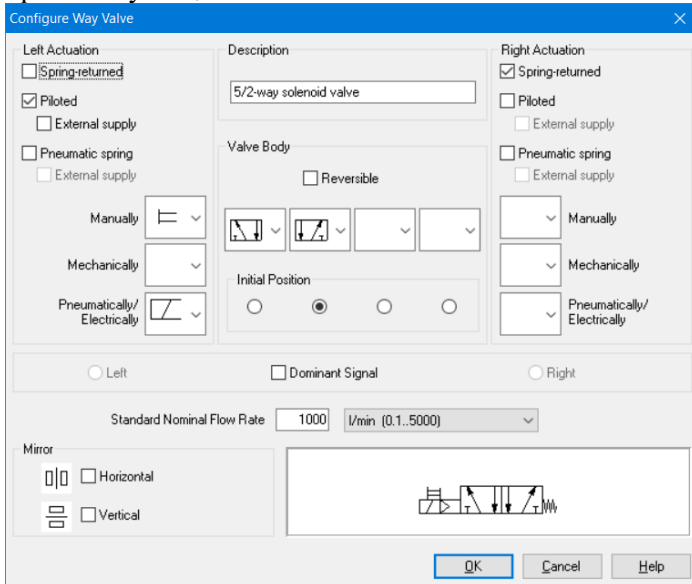 Configure Way Valve
Left Actuation
Spring-returned
Piloted
External supply
Pneumatic spring
External supply
Manually
Mechanically
Pneumatically/
Electrically
Description
5/2-way solenoid valve
Valve Body
Reversible
Initial Position
Right Actuation
Spring-returned
Piloted
External supply
Pneumatic spring
External supply
Manually
Mechanically
Pneumatically/
Electrically
Left
Dominant Signal
Right
Standard Nominal Flow Rate 1000 l/min (0.1..5000)
Mirror
Horizontal
Vertical
OK Cancel Help